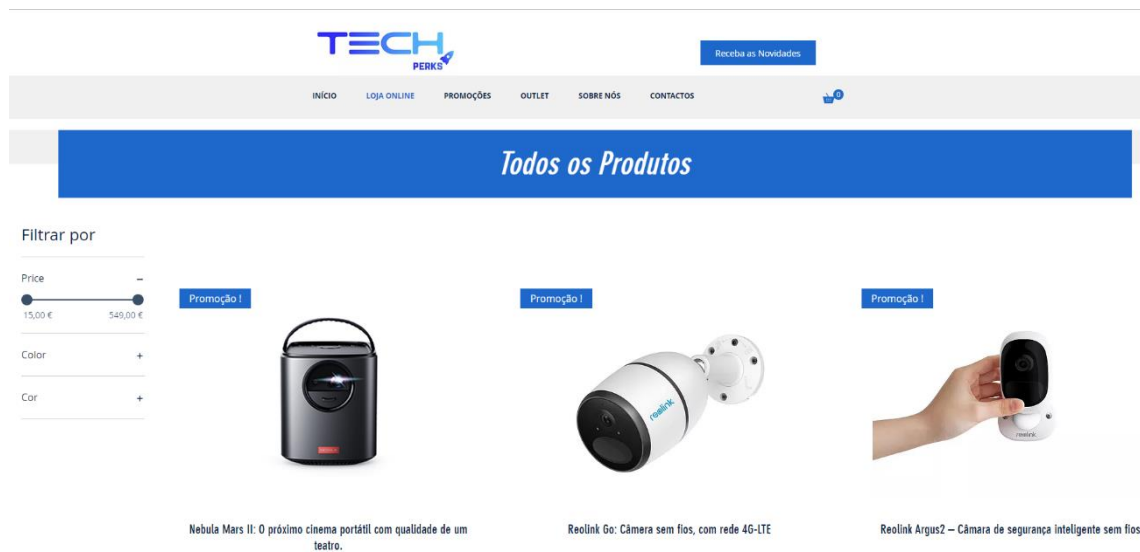 TECH
PERKS
Receba as Novidades
INÍCIO LOJA ONLINE PROMOÇÕES OUTLET SOBRE NÓS CONTACTOS 0
Todos os Produtos
Filtrar por
Price −
15,00 € 549,00 €
Color +
Cor +
Promoção !
Promoção !
Promoção !
reolink
reolink
Nebula Mars II: O próximo cinema portátil com qualidade de um
teatro.
Reolink Go: Câmera sem fios, com rede 4G-LTE
Reolink Argus2 – Câmara de segurança inteligente sem fios